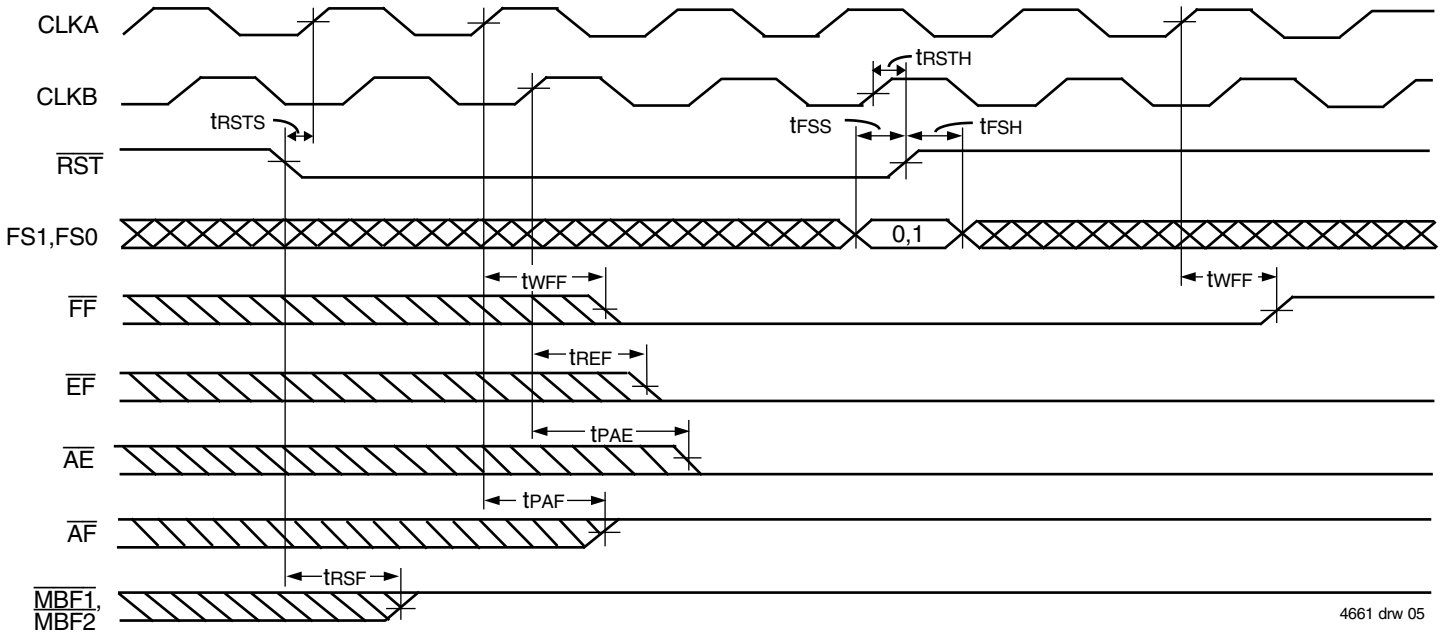 CLKA
tRSTH
CLKB
tRSTS
tFSS
tFSH
RST
FS1,FS0
0,1
tWFF
tWFF
FF
tREF
EF
tPAE
AE
tPAF
AF
tRSF
MBF1,
MBF2
4661 drw 05